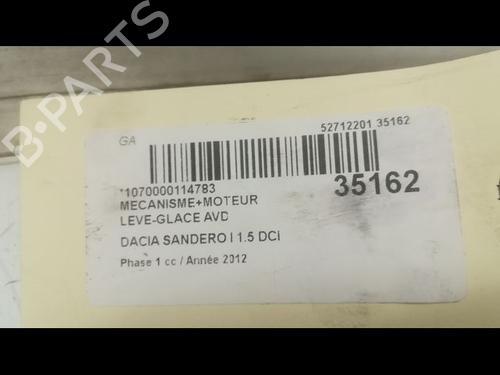 GA
52712201 35162
*1070000114783
35162
MECANISME+MOTEUR
LEVE-GLACE AVD
DACIA SANDERO I 1.5 DCI
Phase 1 cc / Année 2012
B-PARTS